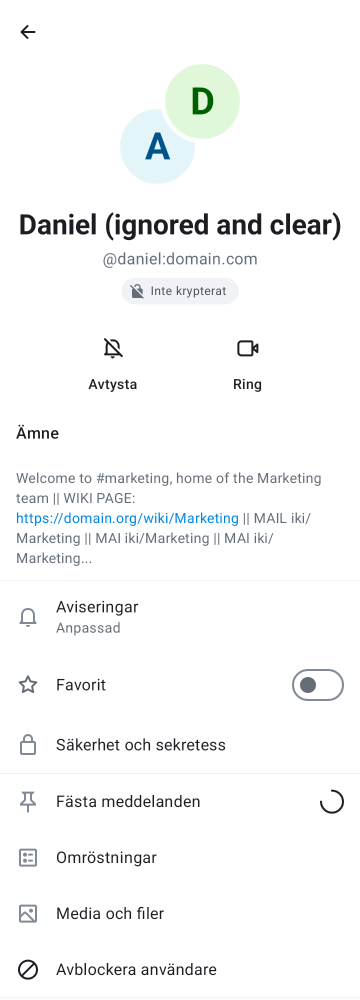 D
A
Daniel (ignored and clear)
@daniel:domain.com
Inte krypterat
Avtysta
Ring
Ämne
Welcome to #marketing, home of the Marketing
team || WIKI PAGE:
https://domain.org/wiki/Marketing || MAIL iki/
Marketing || MAI iki/Marketing || MAI iki/
Marketing...
Aviseringar
Anpassad
Favorit
Säkerhet och sekretess
Fästa meddelanden
Omröstningar
Media och filer
Avblockera användare